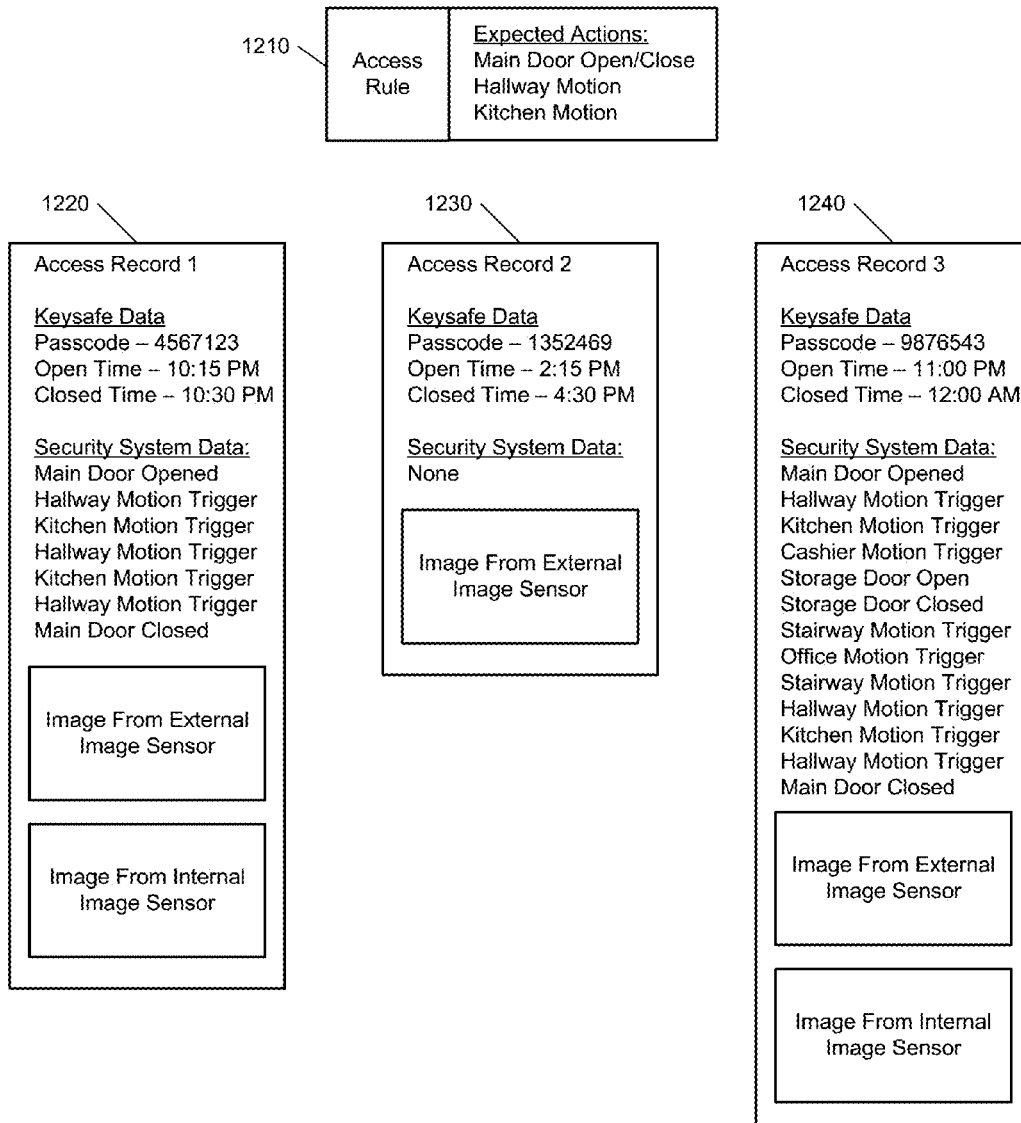 1210
Access
Rule
Expected Actions:
Main Door Open/Close
Hallway Motion
Kitchen Motion
1220
Access Record 1
Keysafe Data
Passcode – 4567123
Open Time – 10:15 PM
Closed Time – 10:30 PM
Security System Data:
Main Door Opened
Hallway Motion Trigger
Kitchen Motion Trigger
Hallway Motion Trigger
Kitchen Motion Trigger
Hallway Motion Trigger
Main Door Closed
Image From External
Image Sensor
Image From Internal
Image Sensor
1230
Access Record 2
Keysafe Data
Passcode – 1352469
Open Time – 2:15 PM
Closed Time – 4:30 PM
Security System Data:
None
Image From External
Image Sensor
1240
Access Record 3
Keysafe Data
Passcode – 9876543
Open Time – 11:00 PM
Closed Time – 12:00 AM
Security System Data:
Main Door Opened
Hallway Motion Trigger
Kitchen Motion Trigger
Cashier Motion Trigger
Storage Door Open
Storage Door Closed
Stairway Motion Trigger
Office Motion Trigger
Stairway Motion Trigger
Hallway Motion Trigger
Kitchen Motion Trigger
Hallway Motion Trigger
Main Door Closed
Image From External
Image Sensor
Image From Internal
Image Sensor